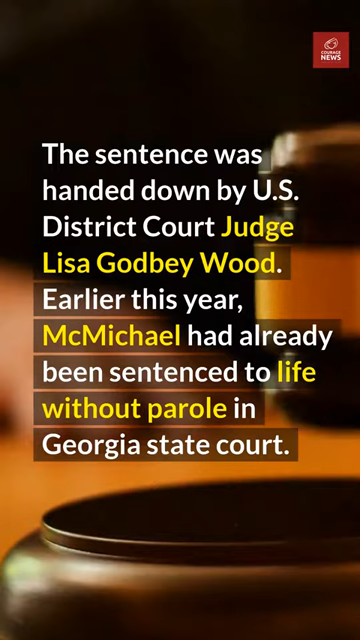 COURAGE
NEWS
The sentence was
handed down by U.S.
District Court Judge
Lisa Godbey Wood.
Earlier this year,
McMichael had already
been sentenced to life
without parole in
Georgia state court.